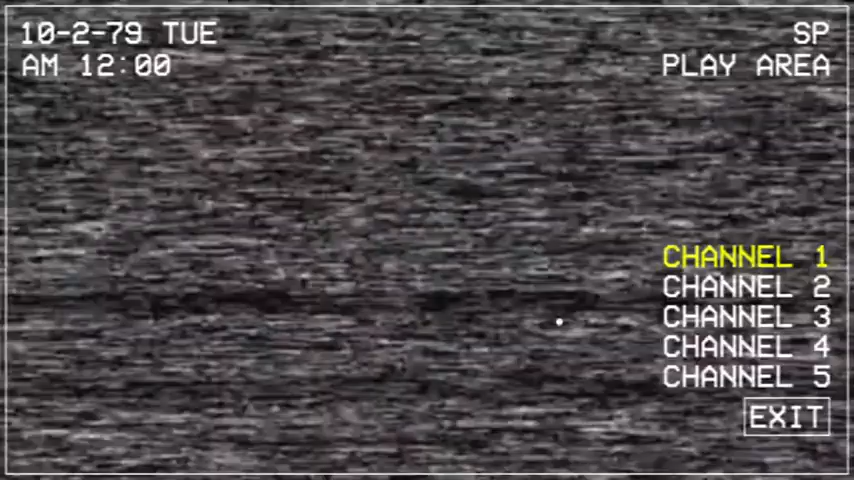 10-2-79 TUE
AM 12:00
SP
PLAY AREA
CHANNEL 1
CHANNEL 2
CHANNEL 3
CHANNEL 4
CHANNEL 5
EXIT